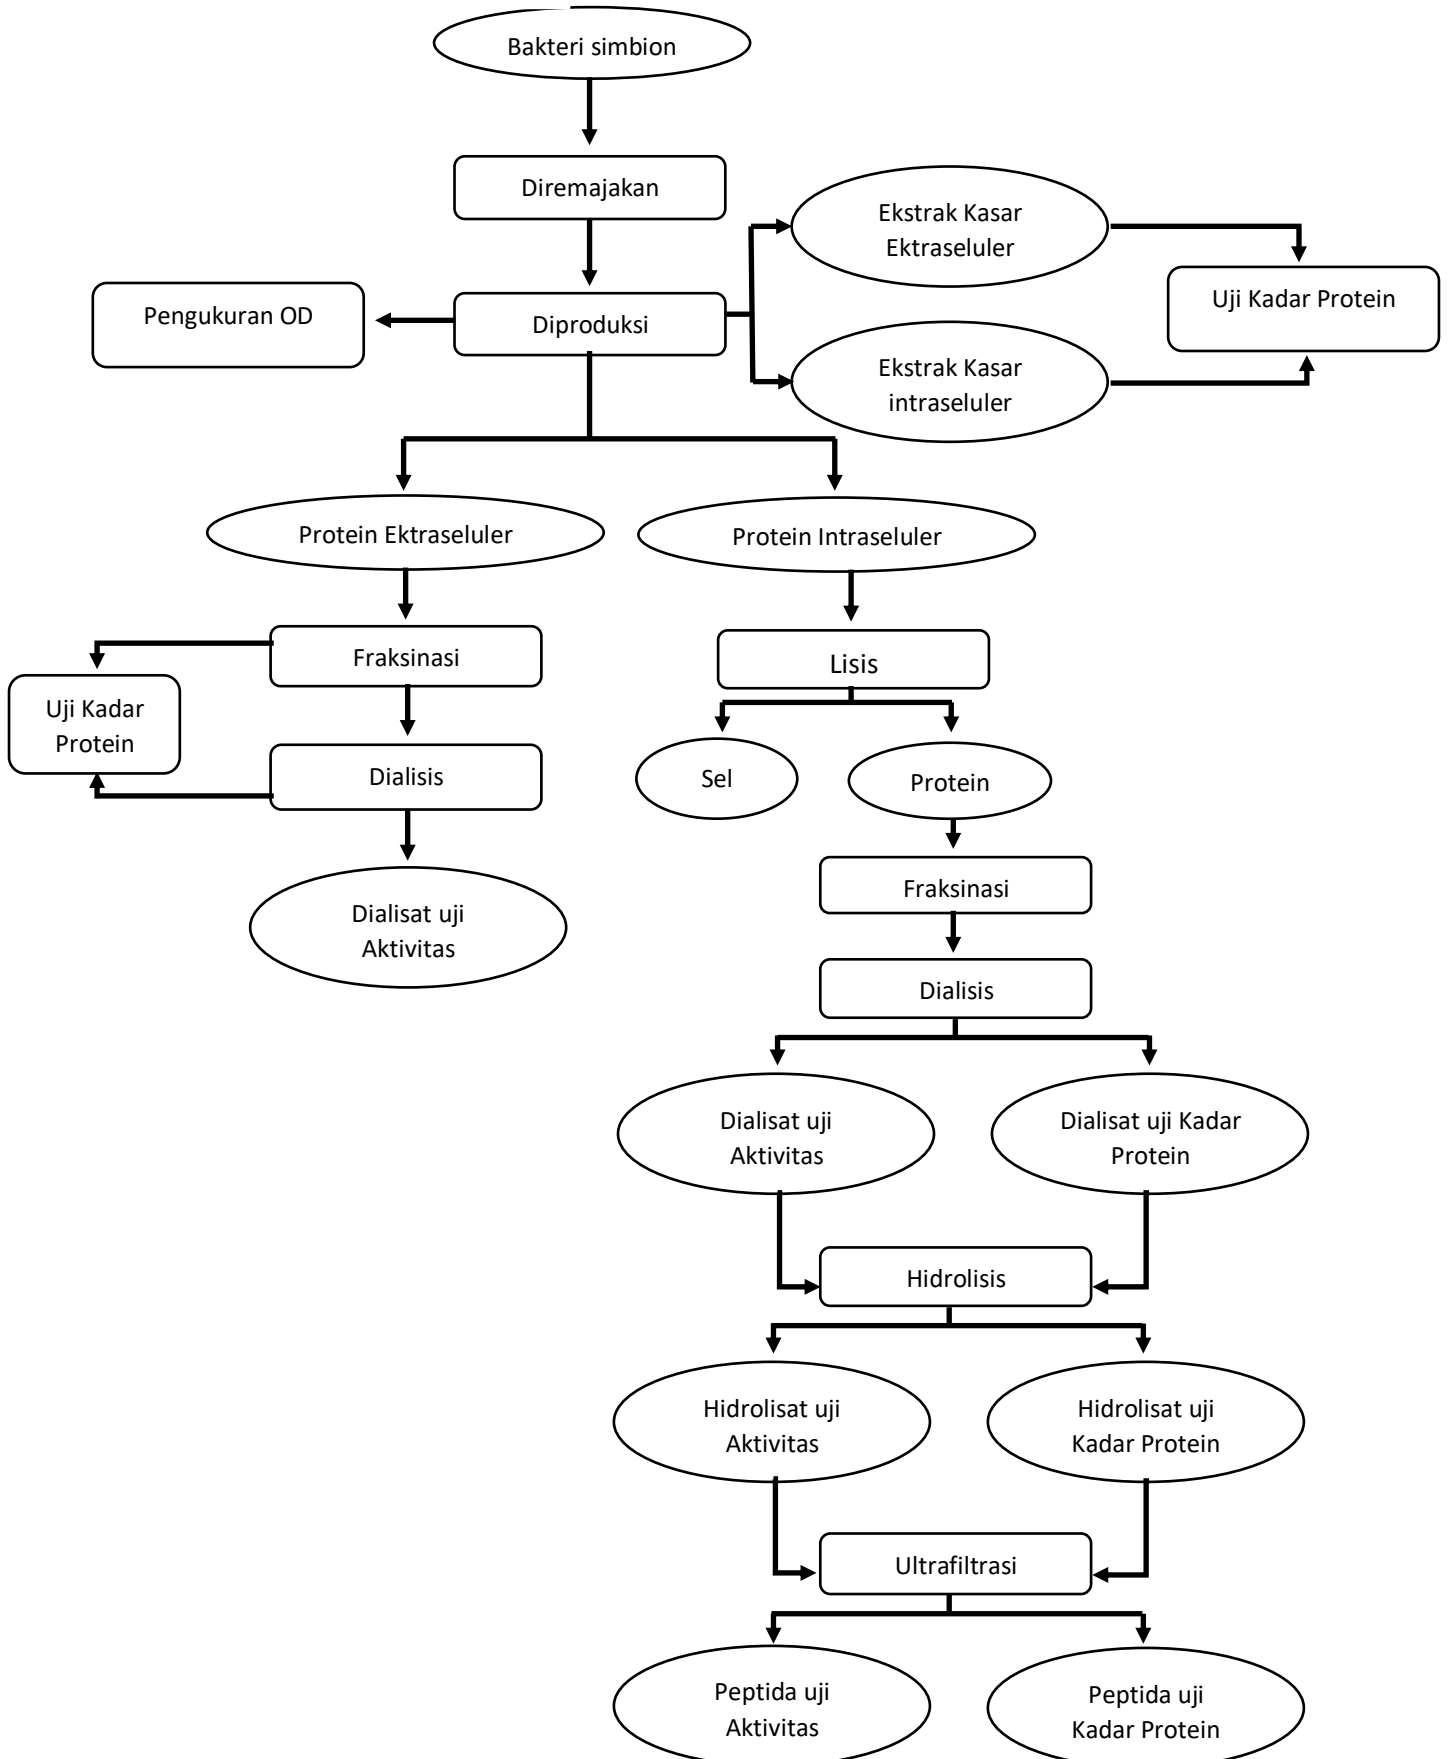 Bakteri simbion
Diremajakan
Ekstrak Kasar
Ektraseluler
Uji Kadar Protein
Pengukuran OD
Diproduksi
Ekstrak Kasar
intraseluler
Protein Ektraseluler
Protein Intraseluler
Fraksinasi
Lisis
Uji Kadar
Protein
Dialisis
Sel
Protein
Fraksinasi
Dialisat uji
Aktivitas
Dialisis
Dialisat uji
Aktivitas
Dialisat uji Kadar
Protein
Hidrolisis
Hidrolisat uji
Aktivitas
Hidrolisat uji
Kadar Protein
Ultrafiltrasi
Peptida uji
Aktivitas
Peptida uji
Kadar Protein